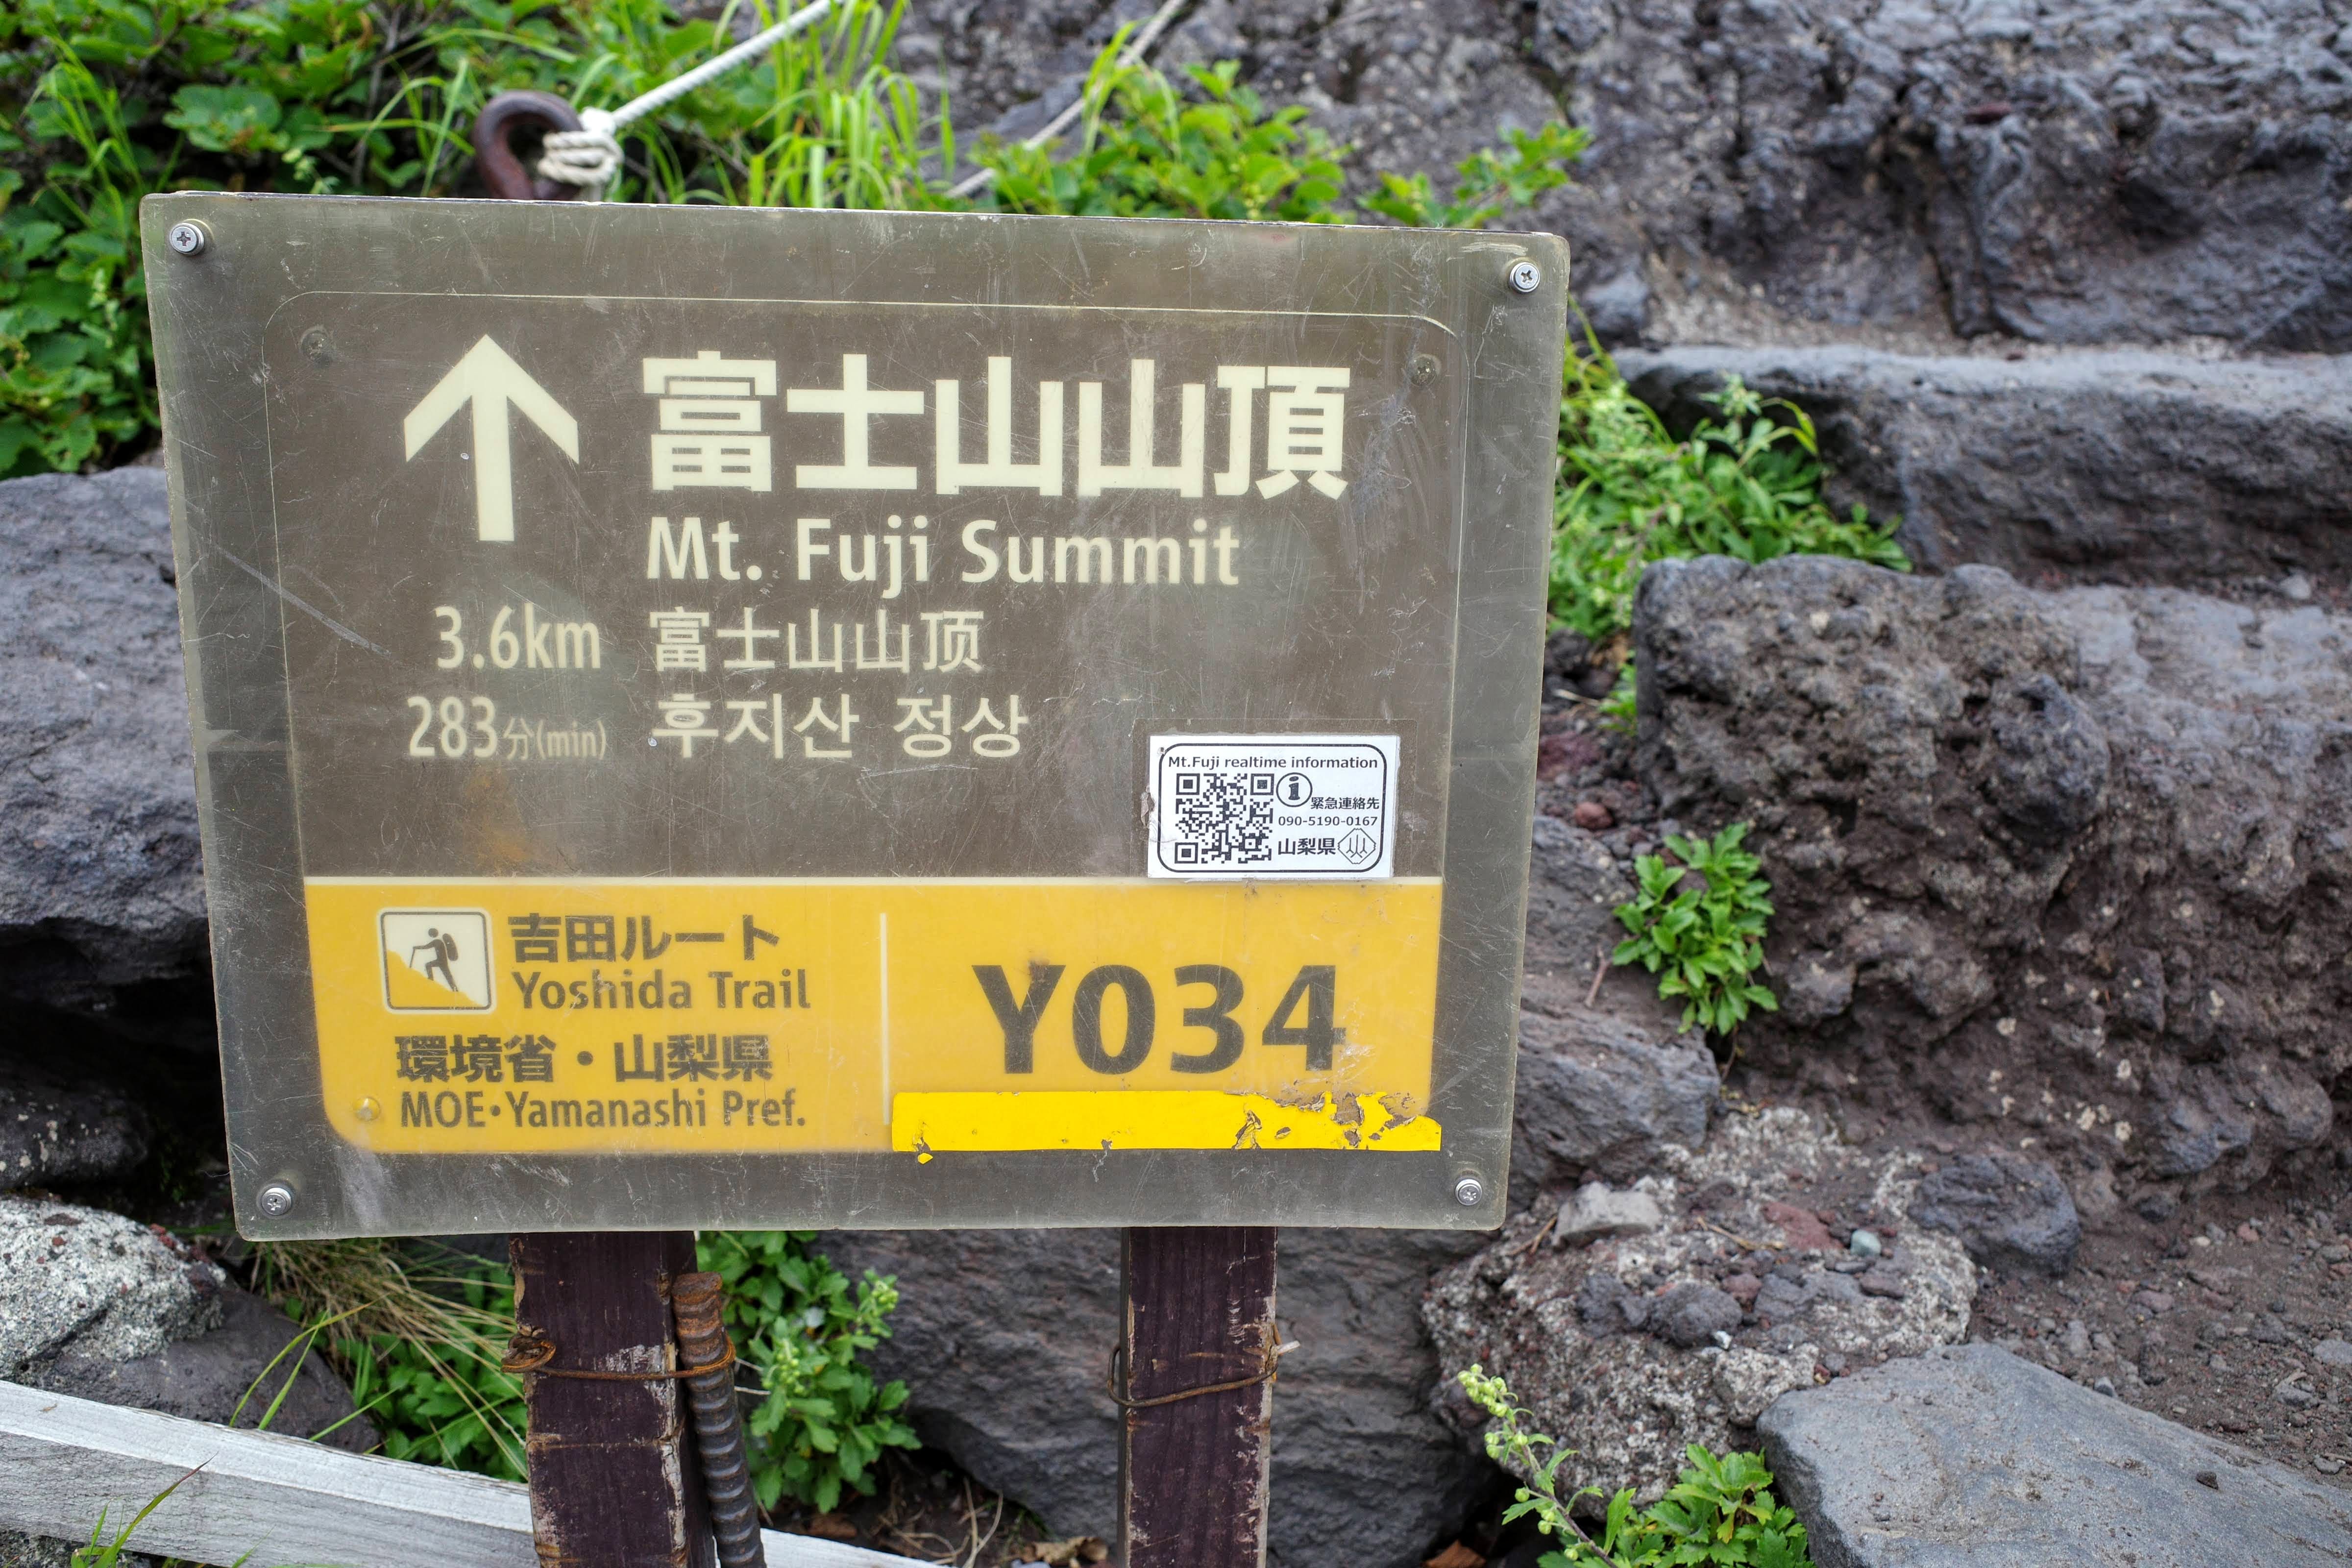 富士山山頂
Mt. Fuji Summit
3.6km 富士山山顶
283分(min) 후지산 정상
Mt.Fuji realtime information
i
緊急連絡先
090-5190-0167
山梨県
吉田ルート
Yoshida Trail
環境省・山梨県
MOE・Yamanashi Pref.
Y034